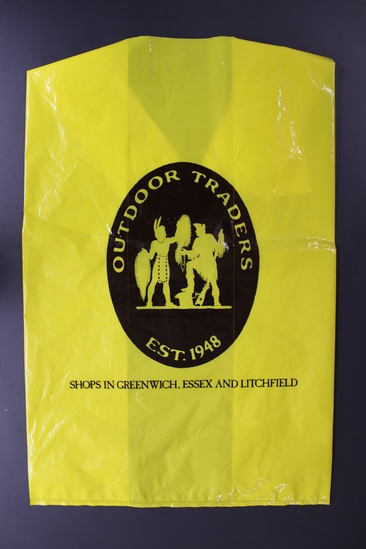 OUTDOOR TRADERS
EST. 1948
SHOPS IN GREENWICH, ESSEX AND LITCHFIELD